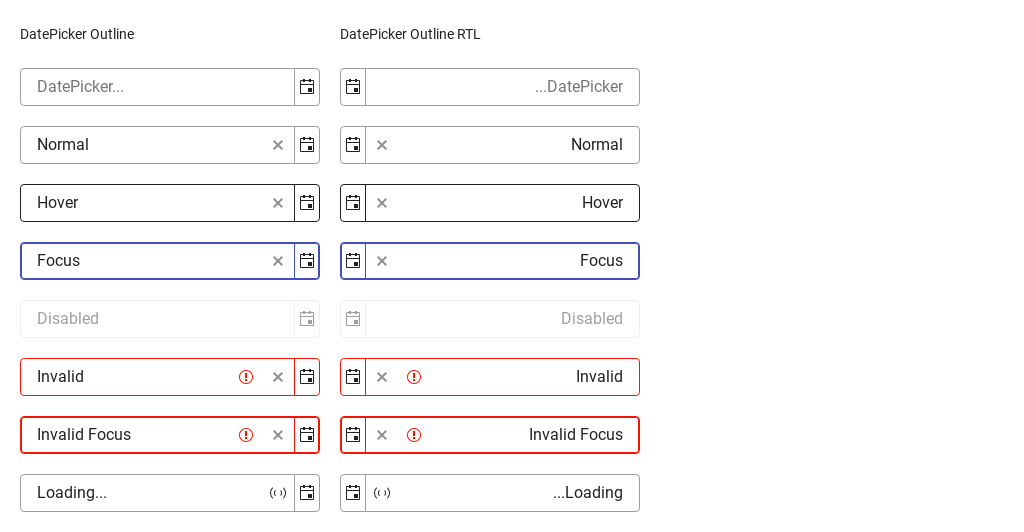 DatePicker Outline
DatePicker Outline RTL
DatePicker...
...DatePicker
Normal
Normal
Hover
Hover
Focus
Focus
Disabled
Disabled
Invalid
Invalid
Invalid Focus
Invalid Focus
Loading...
...Loading